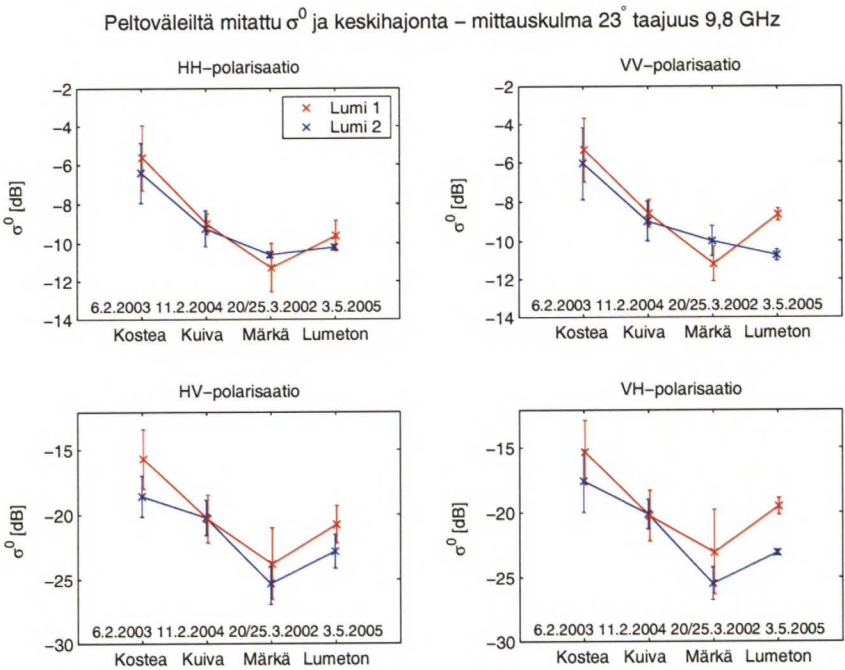 Peltoväleiltä mitattu σ⁰ ja keskihajonta – mittauskulma 23° taajuus 9,8 GHz
HH–polarisaatio
−2
−4
−6
−8
−10
−12
−14
σ⁰ [dB]
Lumi 1
Lumi 2
6.2.2003 11.2.2004 20/25.3.2002 3.5.2005
Kostea Kuiva Märkä Lumeton
VV–polarisaatio
−2
−4
−6
−8
−10
−12
−14
σ⁰ [dB]
6.2.2003 11.2.2004 20/25.3.2002 3.5.2005
Kostea Kuiva Märkä Lumeton
HV–polarisaatio
−15
−20
−25
−30
σ⁰ [dB]
6.2.2003 11.2.2004 20/25.3.2002 3.5.2005
Kostea Kuiva Märkä Lumeton
VH–polarisaatio
−15
−20
−25
−30
σ⁰ [dB]
6.2.2003 11.2.2004 20/25.3.2002 3.5.2005
Kostea Kuiva Märkä Lumeton